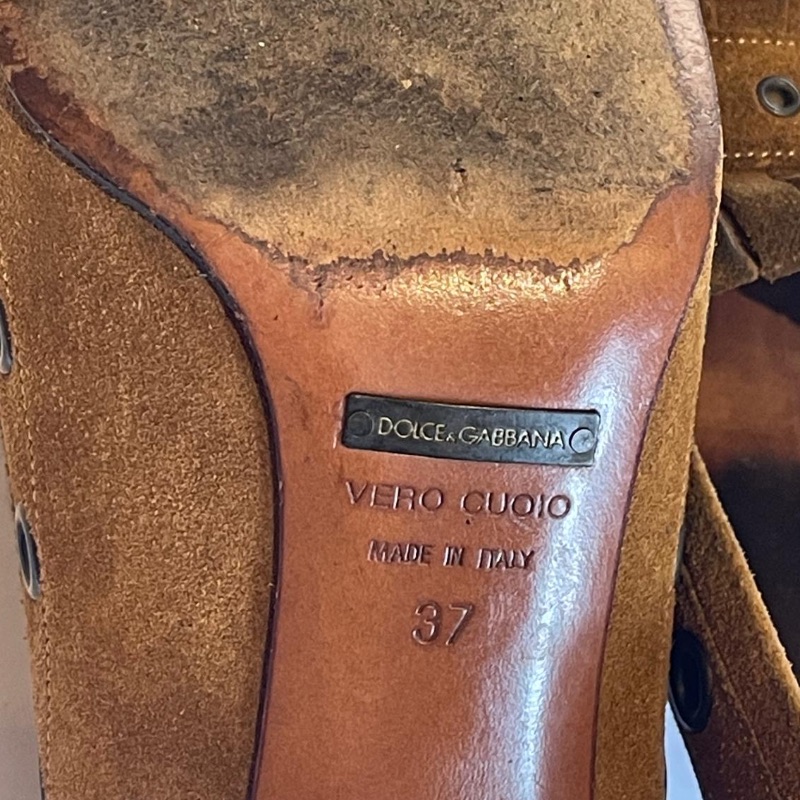 DOLCE & GABBANA
VERO CUOIO
MADE IN ITALY
37